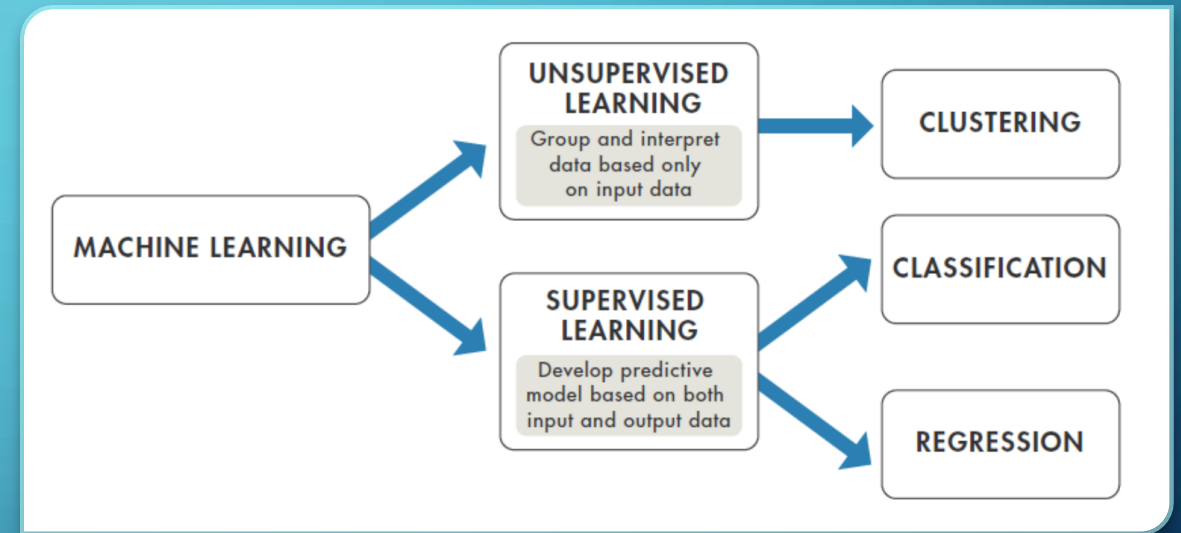 MACHINE LEARNING
UNSUPERVISED
LEARNING
Group and interpret
data based only
on input data
SUPERVISED
LEARNING
Develop predictive
model based on both
input and output data
CLUSTERING
CLASSIFICATION
REGRESSION